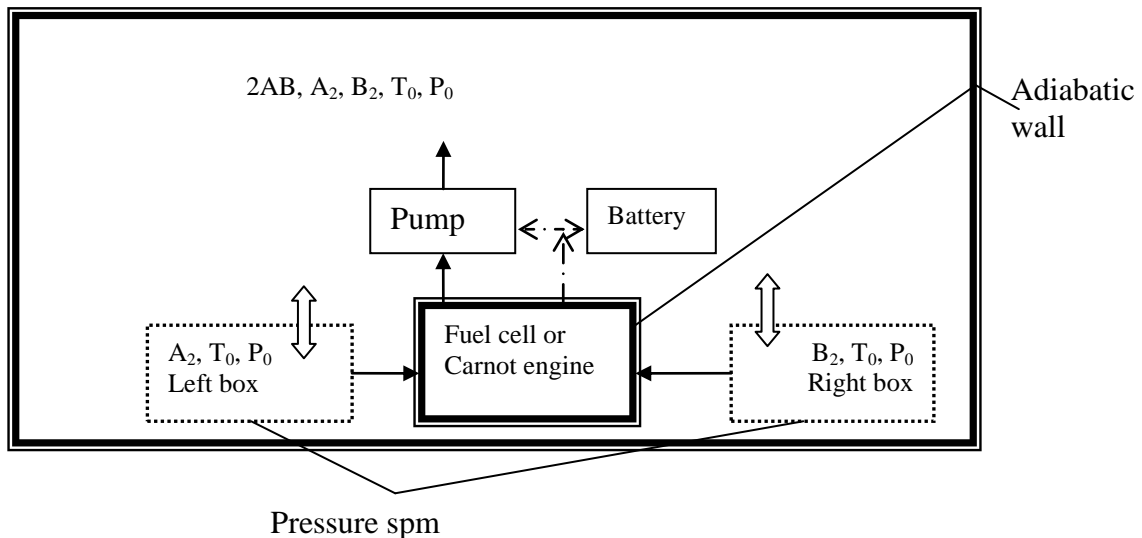 2AB, A₂, B₂, T₀, P₀
Adiabatic
wall
Pump
Battery
Fuel cell or
Carnot engine
A₂, T₀, P₀
Left box
B₂, T₀, P₀
Right box
Pressure spm